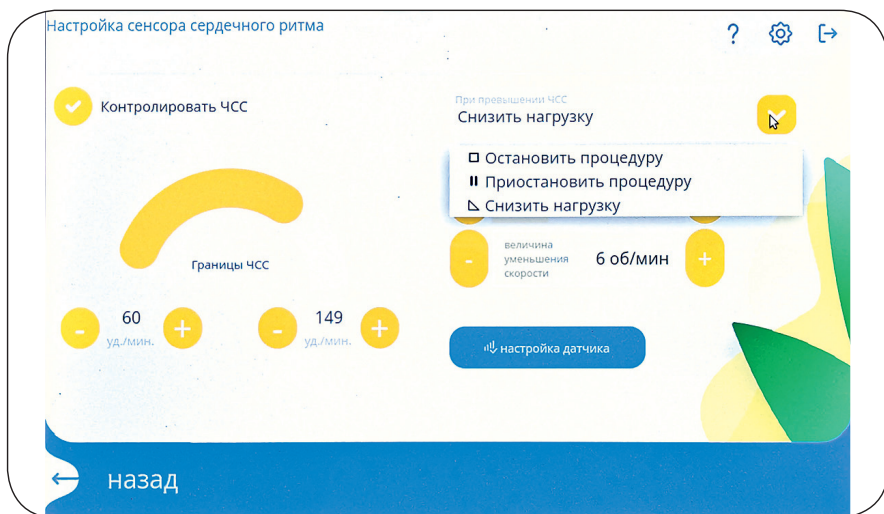 Настройка сенсора сердечного ритма
?
Контролировать ЧСС
Границы ЧСС
- 60 +
уд./мин.
- 149 +
уд./мин.
При превышении ЧСС
Снизить нагрузку
Остановить процедуру
Приостановить процедуру
Снизить нагрузку
величина
уменьшения
скорости
- 6 об/мин +
настройка датчика
назад